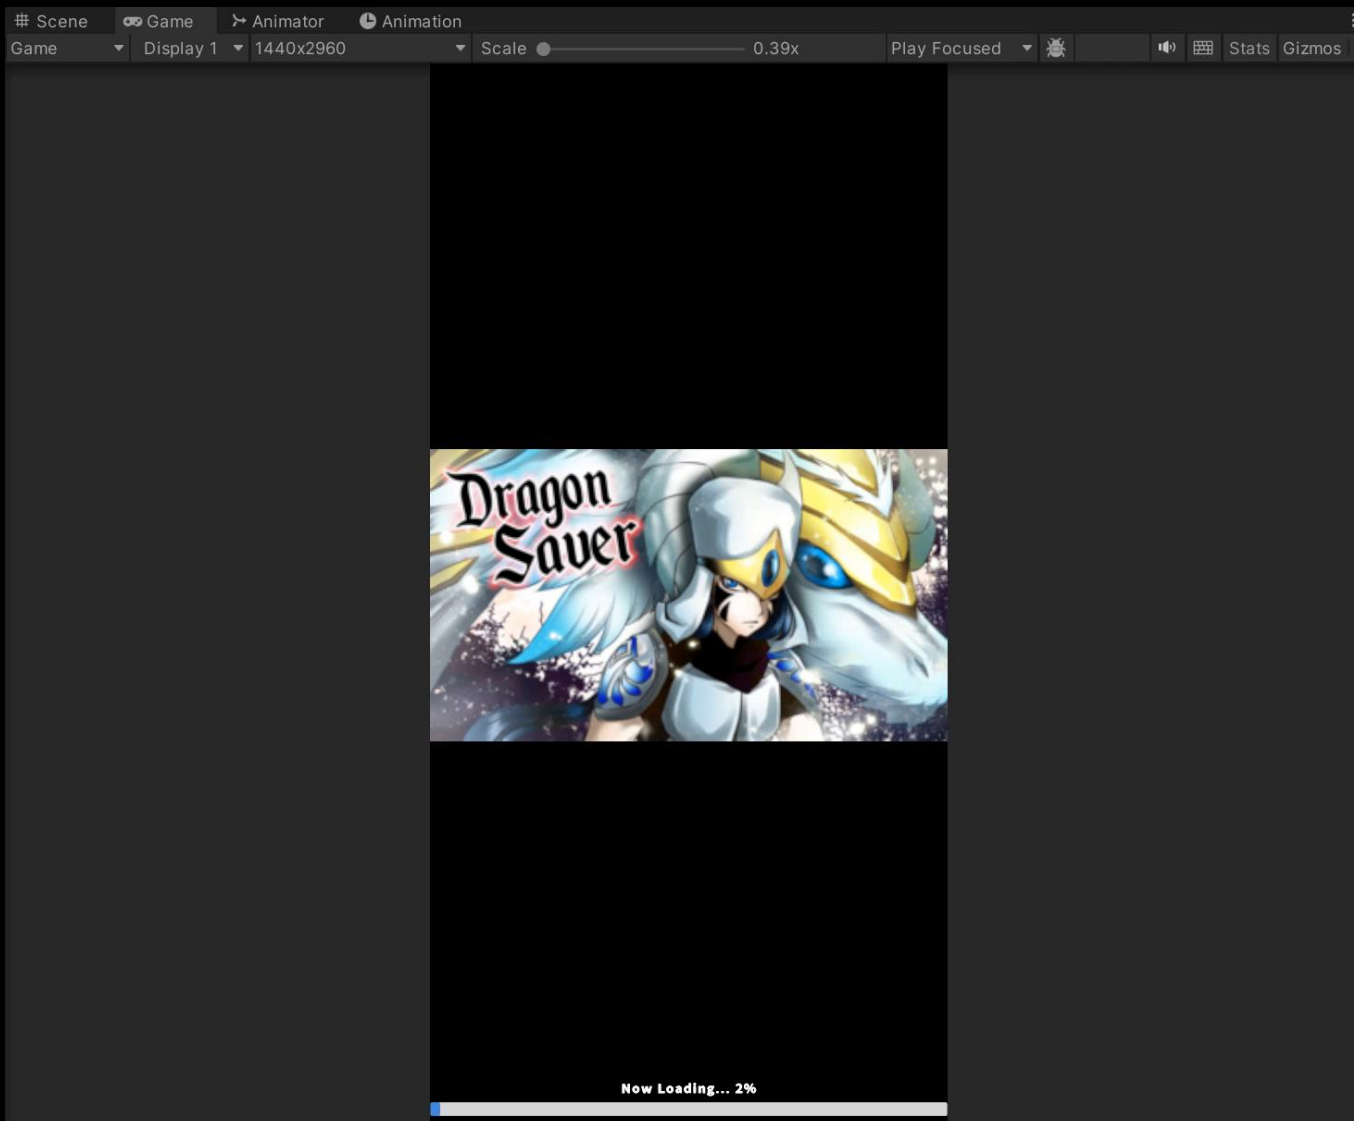 Scene Game Animator Animation
Game Display 1 1440x2960 Scale 0.39x Play Focused Stats Gizmos
Dragon
Saver
Now Loading... 2%